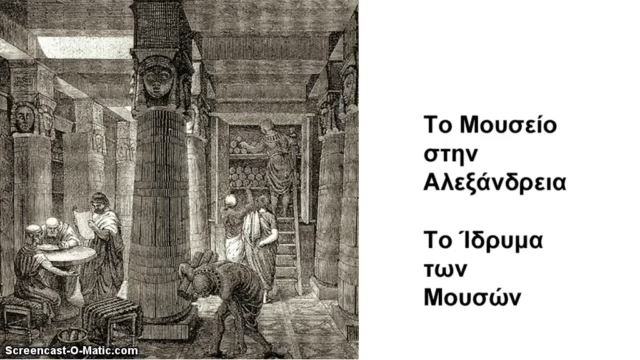 Το Μουσείο
στην
Αλεξάνδρεια
Το Ίδρυμα
των
Μουσών
Screencast-O-Matic.com